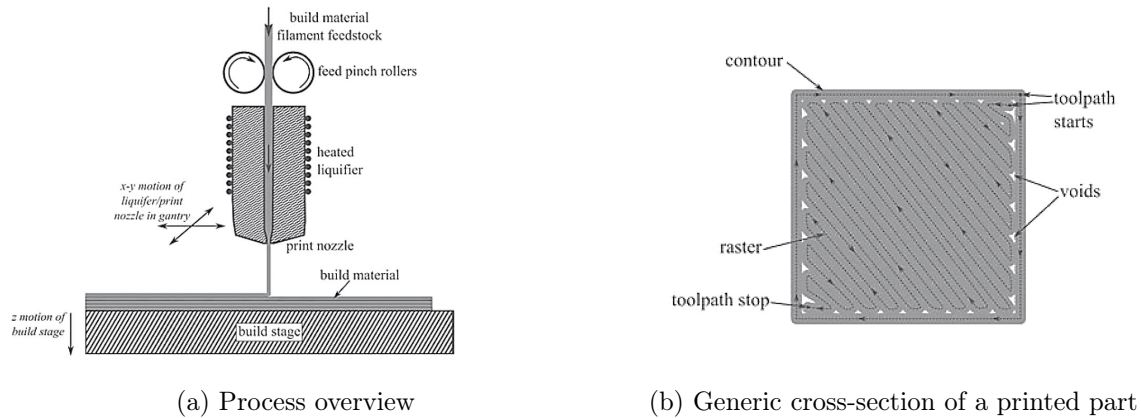 build material
filament feedstock
feed pinch rollers
heated
liquifier
x-y motion of
liquifer/print
nozzle in gantry
print nozzle
build material
z motion of
build stage
build stage
(a) Process overview
contour
toolpath
starts
voids
raster
toolpath stop
(b) Generic cross-section of a printed part